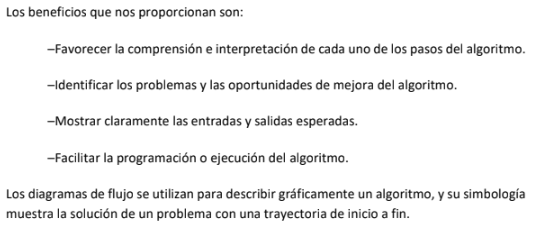 Los beneficios que nos proporcionan son:
–Favorecer la comprensión e interpretación de cada uno de los pasos del algoritmo.
–Identificar los problemas y las oportunidades de mejora del algoritmo.
–Mostrar claramente las entradas y salidas esperadas.
–Facilitar la programación o ejecución del algoritmo.
Los diagramas de flujo se utilizan para describir gráficamente un algoritmo, y su simbología
muestra la solución de un problema con una trayectoria de inicio a fin.